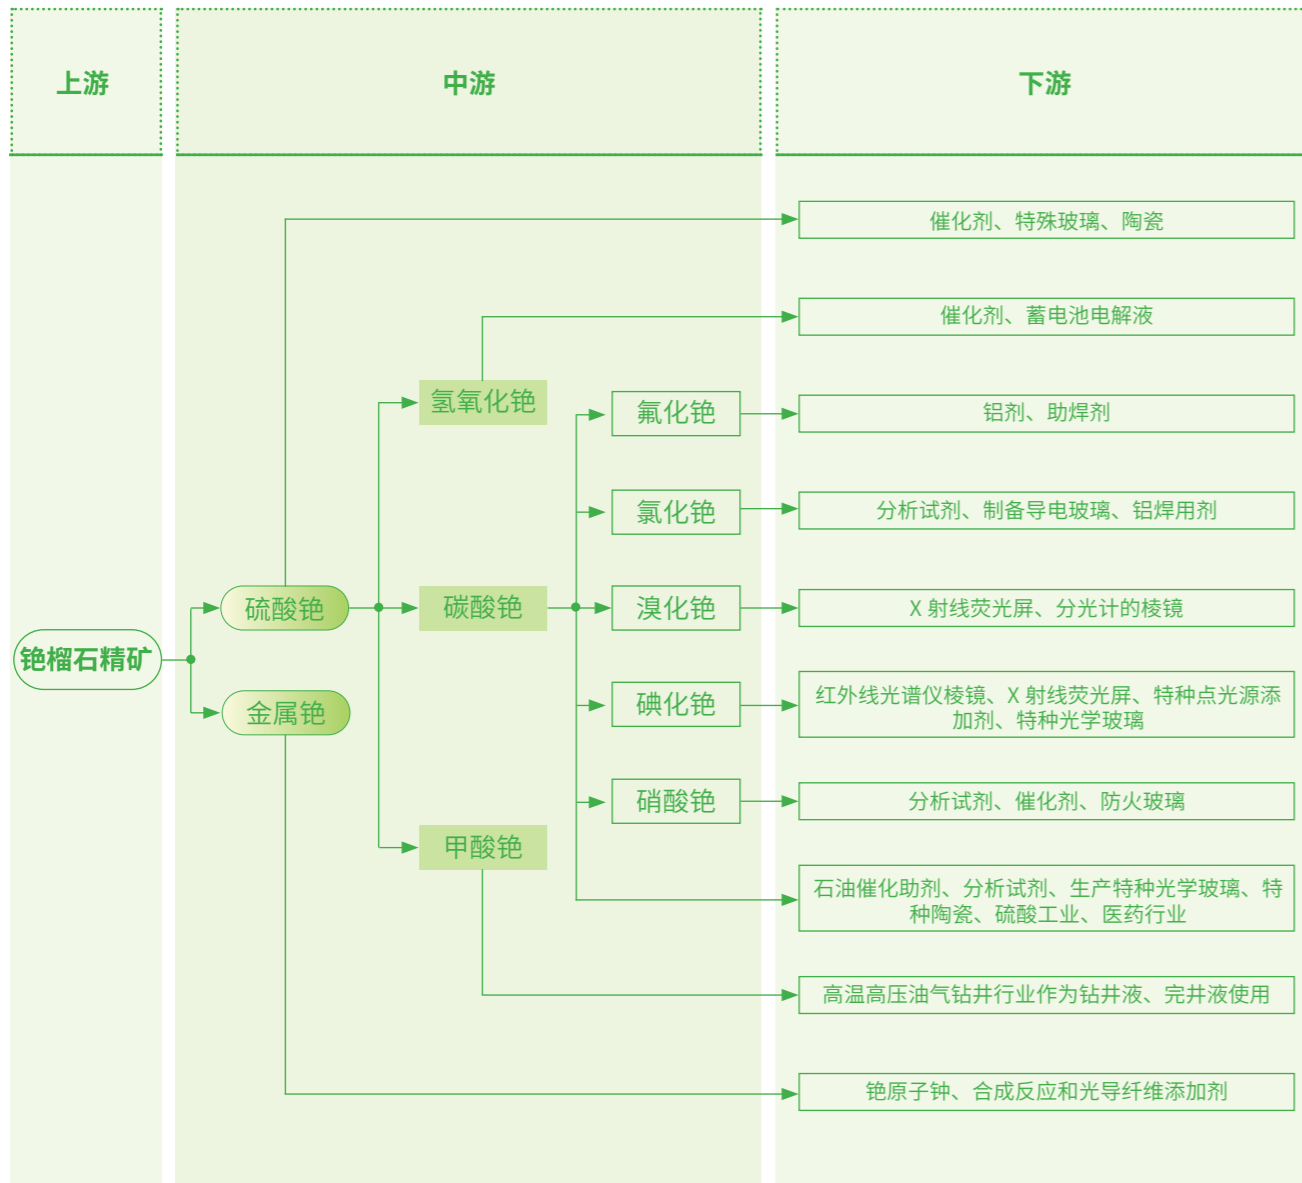 上游
中游
下游
催化剂、特殊玻璃、陶瓷
催化剂、蓄电池电解液
氢氧化铯
氟化铯
铝剂、助焊剂
氯化铯
分析试剂、制备导电玻璃、铝焊用剂
硫酸铯
碳酸铯
溴化铯
X 射线荧光屏、分光计的棱镜
铯榴石精矿
金属铯
碘化铯
红外线光谱仪棱镜、X 射线荧光屏、特种点光源添
加剂、特种光学玻璃
硝酸铯
分析试剂、催化剂、防火玻璃
甲酸铯
石油催化助剂、分析试剂、生产特种光学玻璃、特
种陶瓷、硫酸工业、医药行业
高温高压油气钻井行业作为钻井液、完井液使用
铯原子钟、合成反应和光导纤维添加剂